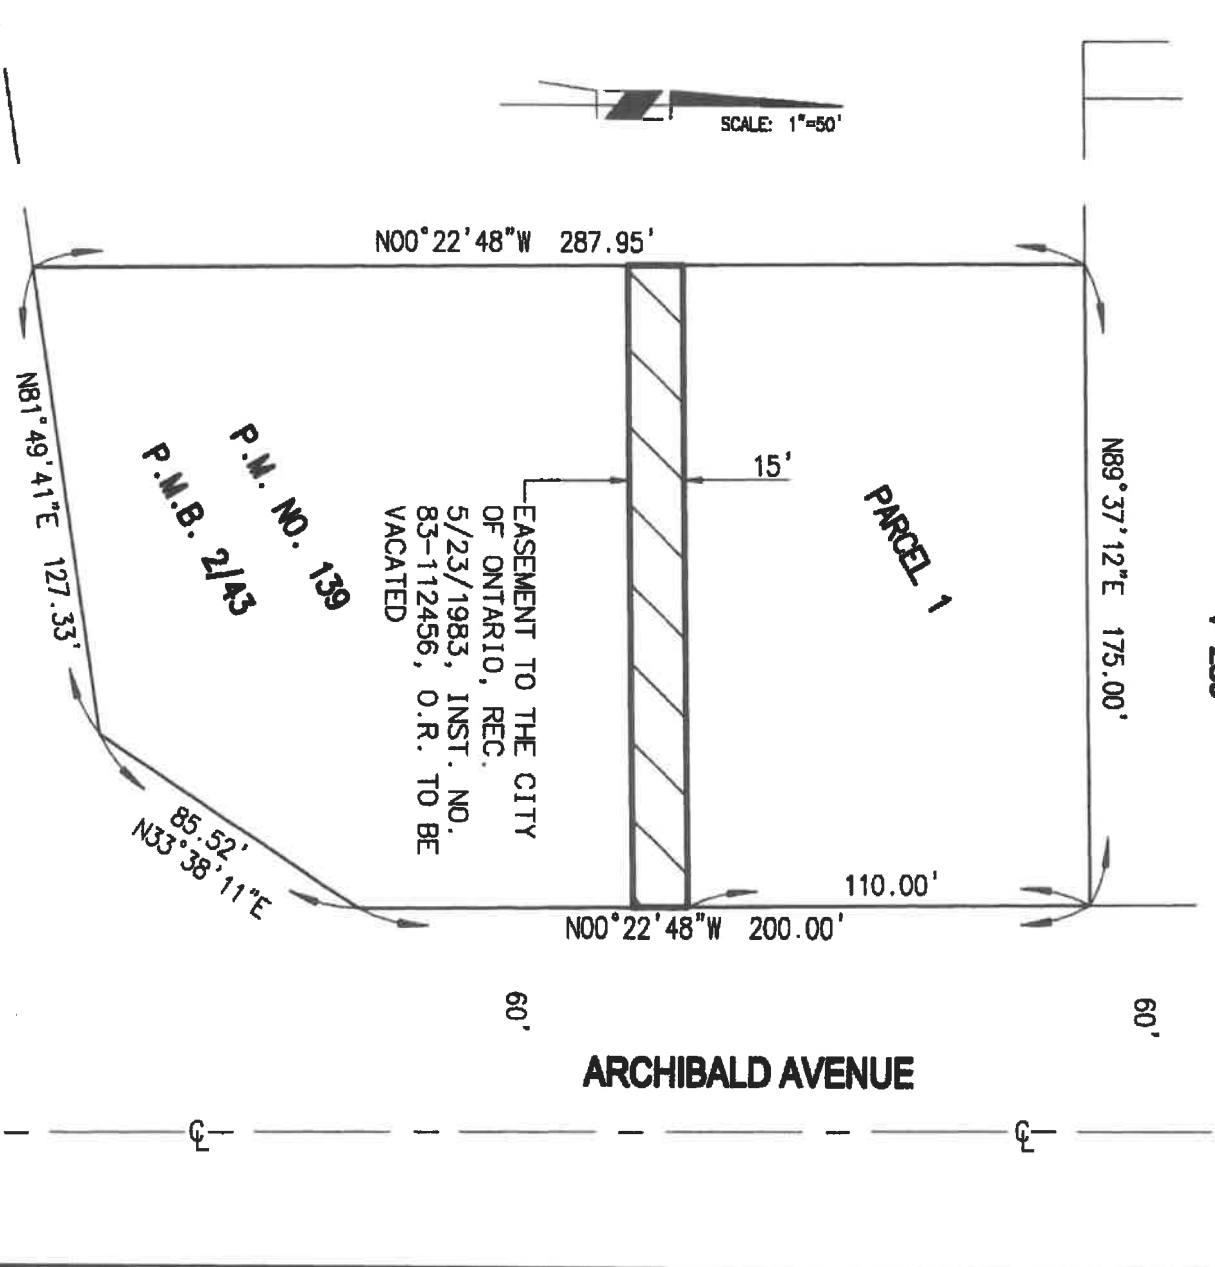 SCALE: 1"=50'
N00°22'48"W 287.95'
N81°49'41"E 127.33'
P.M. NO. 139
P.M.B. 2/43
15'
EASEMENT TO THE CITY
OF ONTARIO, REC.
5/23/1983, INST. NO.
83-112456, O.R. TO BE
VACATED
PARCEL 1
N89°37'12"E 175.00'
85.52'
N33°38'11"E
110.00'
N00°22'48"W 200.00'
60'
60'
ARCHIBALD AVENUE
℄
℄